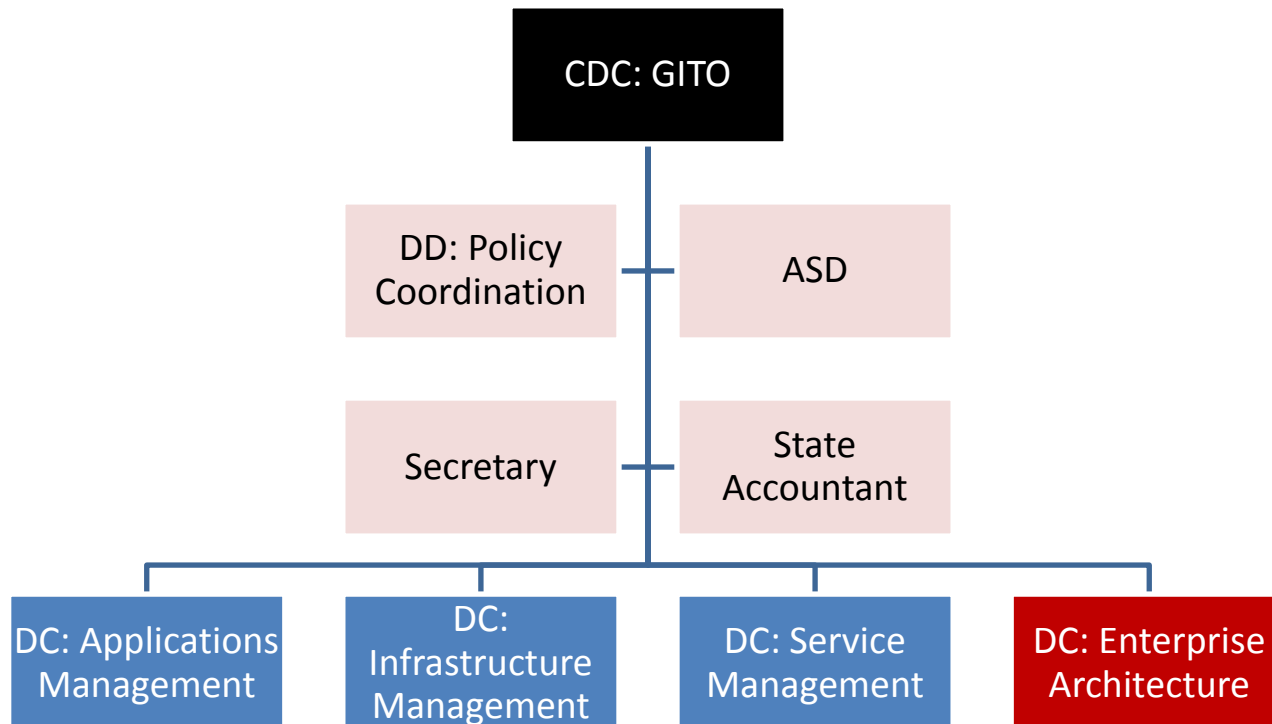 CDC: GITO
DD: Policy
Coordination
ASD
Secretary
State
Accountant
DC: Applications
Management
DC:
Infrastructure
Management
DC: Service
Management
DC: Enterprise
Architecture